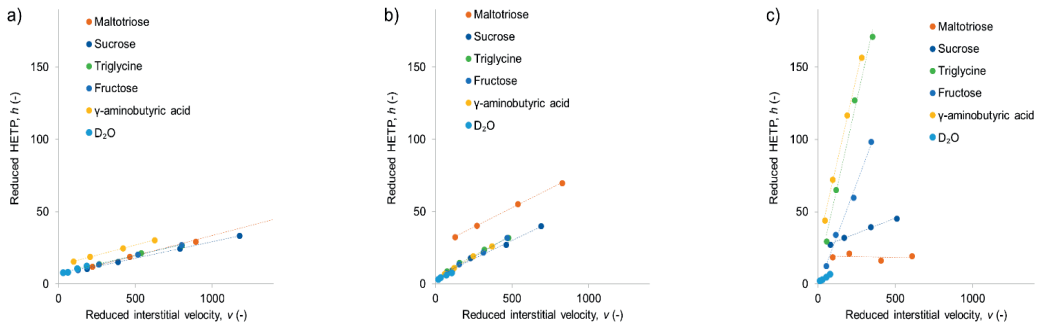 a)
Maltotriose
Sucrose
Triglycine
Fructose
γ-aminobutyric acid
D₂O
150
100
50
0
0
500
1000
Reduced HETP, h (-)
Reduced interstitial velocity, v (-)
b)
Maltotriose
Sucrose
Triglycine
Fructose
γ-aminobutyric acid
D₂O
150
100
50
0
0
500
1000
Reduced HETP, h (-)
Reduced interstitial velocity, v (-)
c)
Maltotriose
Sucrose
Triglycine
Fructose
γ-aminobutyric acid
D₂O
150
100
50
0
0
500
1000
Reduced HETP, h (-)
Reduced interstitial velocity, v (-)